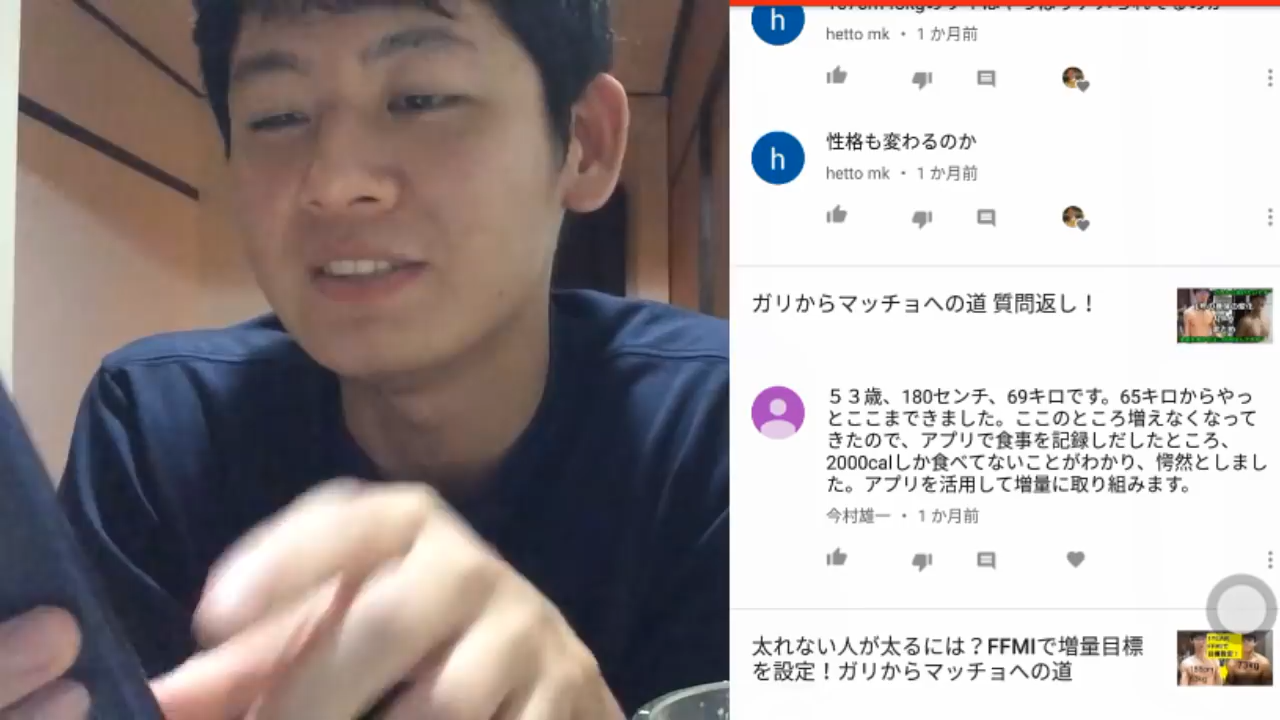 hetto mk ・ 1 か月前
h
性格も変わるのか
h
hetto mk ・ 1 か月前
ガリからマッチョへの道 質問返し！
５３歳、180センチ、69キロです。65キロからやっ
とここまできました。ここのところ増えなくなって
きたので、アプリで食事を記録しだしたところ、
2000calしか食べてないことがわかり、愕然としまし
た。アプリを活用して増量に取り組みます。
今村雄一 ・ 1 か月前
太れない人が太るには？FFMIで増量目標
を設定！ガリからマッチョへの道
73kg